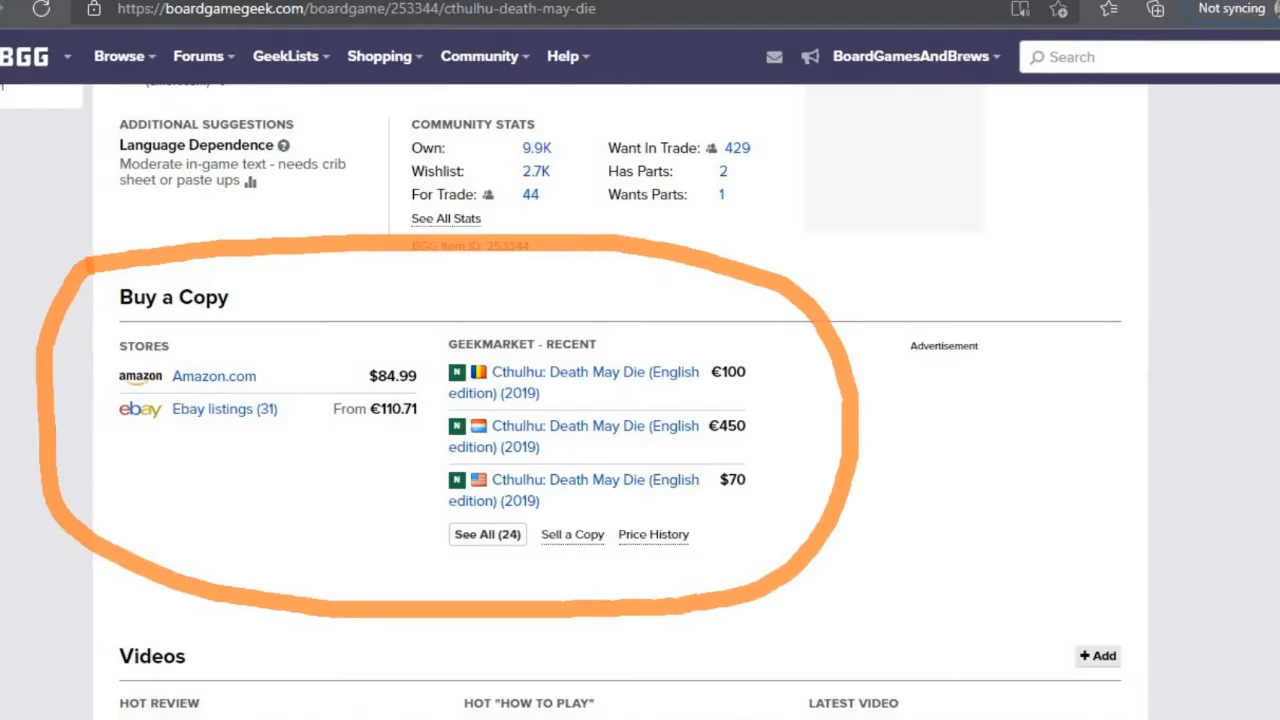 https://boardgamegeek.com/boardgame/253344/cthulhu-death-may-die
Not syncing
BGG Browse Forums GeekLists Shopping Community Help BoardGamesAndBrews Search
ADDITIONAL SUGGESTIONS
Language Dependence ?
Moderate in-game text - needs crib
sheet or paste ups
COMMUNITY STATS
Own: 9.9K Want In Trade: 429
Wishlist: 2.7K Has Parts: 2
For Trade: 44 Wants Parts: 1
See All Stats
BGG Item ID: 253344
Buy a Copy
STORES
amazon Amazon.com $84.99
ebay Ebay listings (31) From €110.71
GEEKMARKET - RECENT
N Cthulhu: Death May Die (English €100
edition) (2019)
N Cthulhu: Death May Die (English €450
edition) (2019)
N Cthulhu: Death May Die (English $70
edition) (2019)
See All (24) Sell a Copy Price History
Advertisement
Videos
+ Add
HOT REVIEW HOT "HOW TO PLAY" LATEST VIDEO